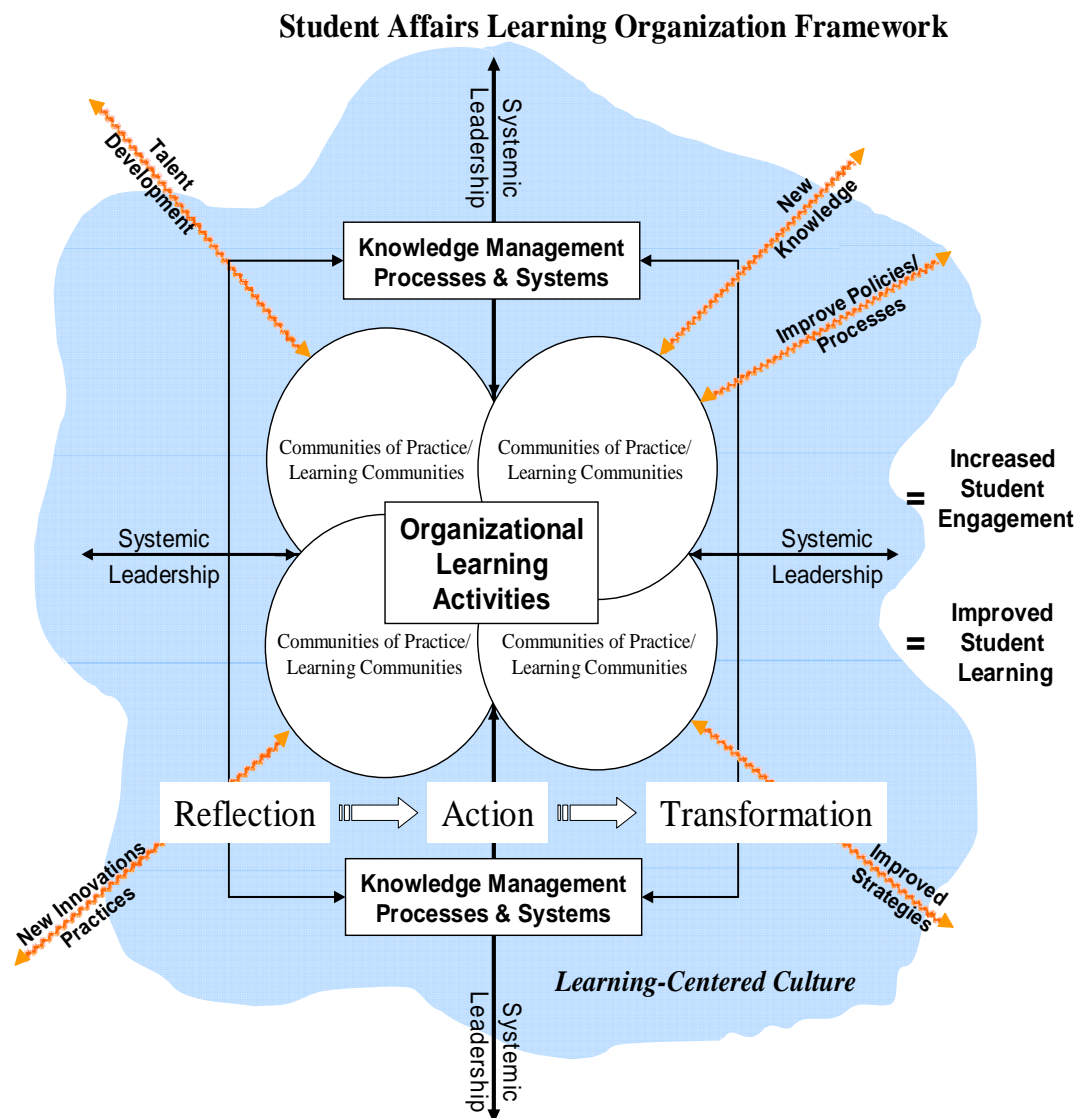 Student Affairs Learning Organization Framework
Systemic
Leadership
Talent
Development
New
Knowledge
Knowledge Management
Processes & Systems
Improve Policies/
Processes
Communities of Practice/
Learning Communities
Communities of Practice/
Learning Communities
= Increased
Student
Engagement
Organizational
Learning
Activities
Systemic
Leadership
Systemic
Leadership
Communities of Practice/
Learning Communities
Communities of Practice/
Learning Communities
= Improved
Student
Learning
Reflection
Action
Transformation
New Innovations
Practices
Improved
Strategies
Knowledge Management
Processes & Systems
Learning-Centered Culture
Systemic
Leadership